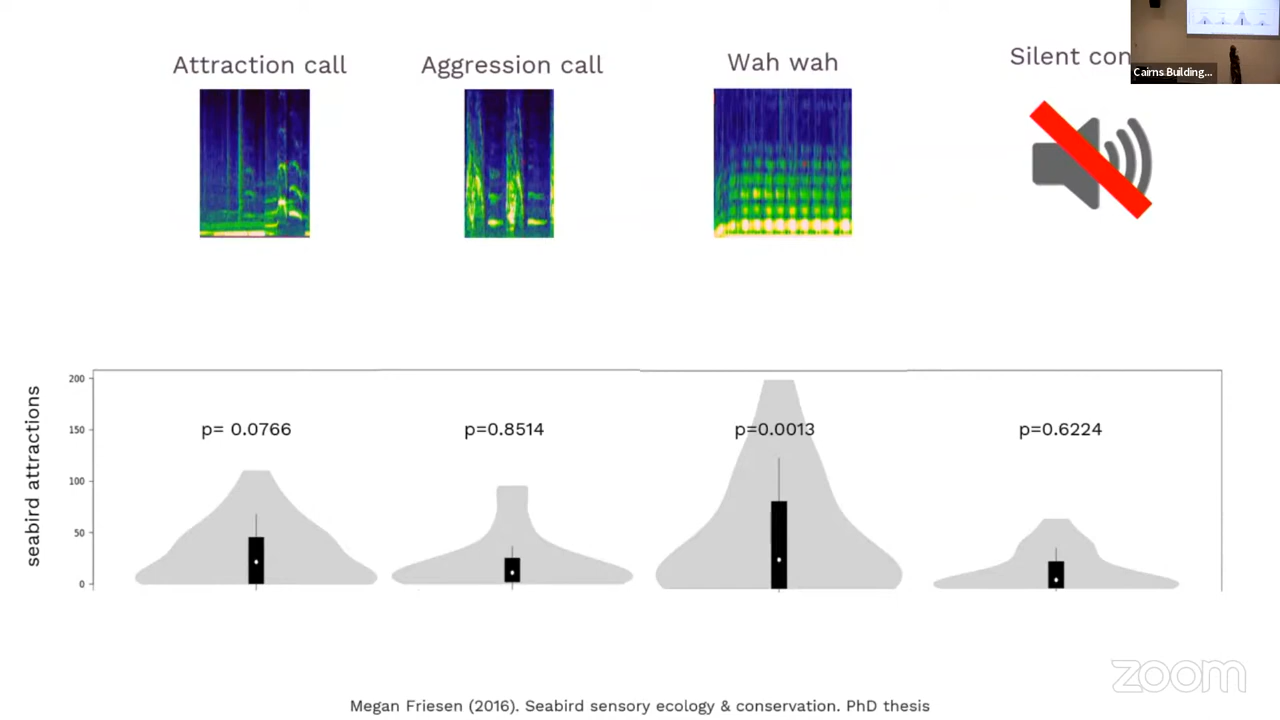 Attraction call
Aggression call
Wah wah
Silent con
Cairns Building...
seabird attractions
200
150
100
50
0
p= 0.0766
p=0.8514
p=0.0013
p=0.6224
zoom
Megan Friesen (2016). Seabird sensory ecology & conservation. PhD thesis